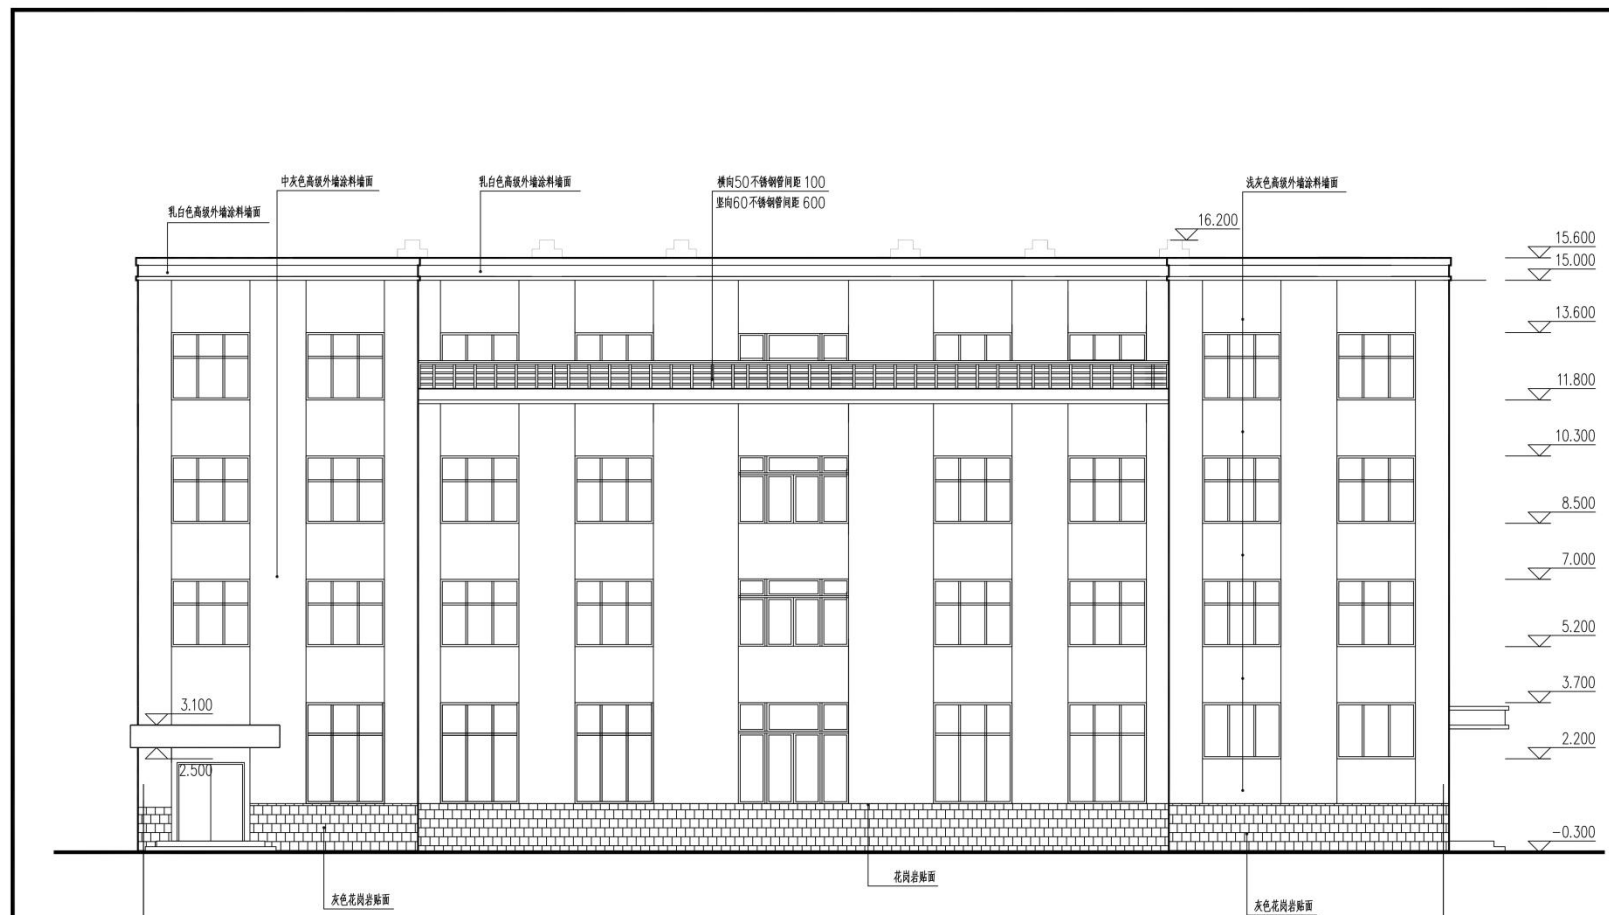 中灰色高级外墙涂料墙面
乳白色高级外墙涂料墙面
横向50不锈钢管间距 100
竖向60不锈钢管间距 600
浅灰色高级外墙涂料墙面
乳白色高级外墙涂料墙面
16.200
15.600
15.000
13.600
11.800
10.300
8.500
7.000
5.200
3.700
3.100
2.200
2.500
-0.300
花岗岩贴面
灰色花岗岩贴面
灰色花岗岩贴面